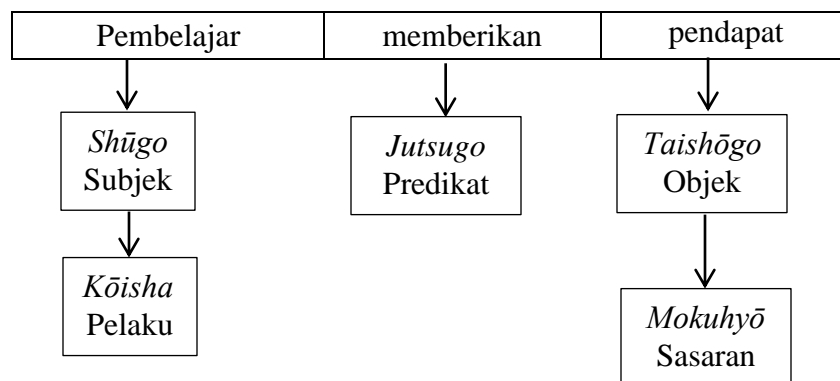 Pembelajar memberikan pendapat
Shūgo
Subjek
Jutsugo
Predikat
Taishōgo
Objek
Kōisha
Pelaku
Mokuhyō
Sasaran